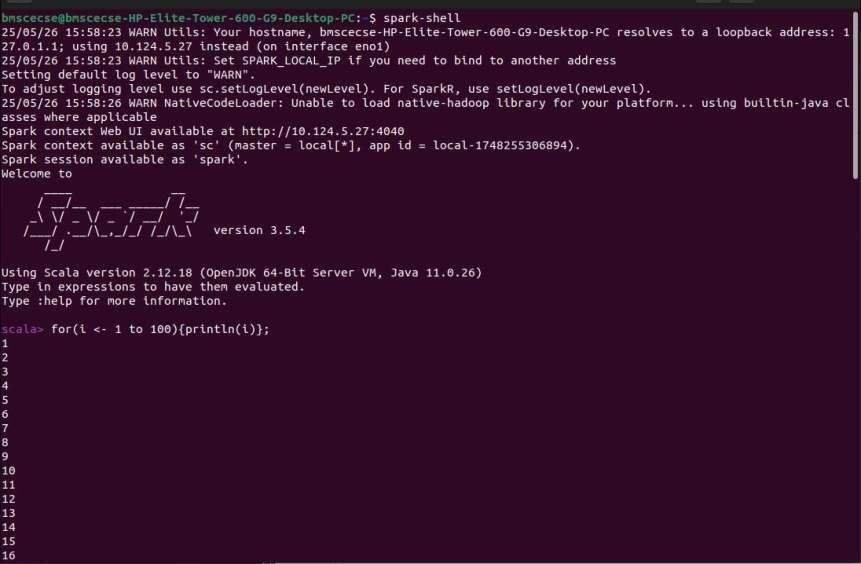 bmscecse@bmscecse-HP-Elite-Tower-600-G9-Desktop-PC:~$ spark-shell
25/05/26 15:58:23 WARN Utils: Your hostname, bmscecse-HP-Elite-Tower-600-G9-Desktop-PC resolves to a loopback address: 1
27.0.1.1; using 10.124.5.27 instead (on interface eno1)
25/05/26 15:58:23 WARN Utils: Set SPARK_LOCAL_IP if you need to bind to another address
Setting default log level to "WARN".
To adjust logging level use sc.setLogLevel(newLevel). For SparkR, use setLogLevel(newLevel).
25/05/26 15:58:26 WARN NativeCodeLoader: Unable to load native-hadoop library for your platform... using builtin-java cl
asses where applicable
Spark context Web UI available at http://10.124.5.27:4040
Spark context available as 'sc' (master = local[*], app id = local-1748255306894).
Spark session available as 'spark'.
Welcome to
      ____              __
     / __/__  ___ _____/ /__
    _\ \/ _ \/ _ `/ __/  '_/
   /___/ .__/\_,_/_/ /_/\_\   version 3.5.4
      /_/
Using Scala version 2.12.18 (OpenJDK 64-Bit Server VM, Java 11.0.26)
Type in expressions to have them evaluated.
Type :help for more information.
scala> for(i <- 1 to 100){println(i)};
1
2
3
4
5
6
7
8
9
10
11
12
13
14
15
16